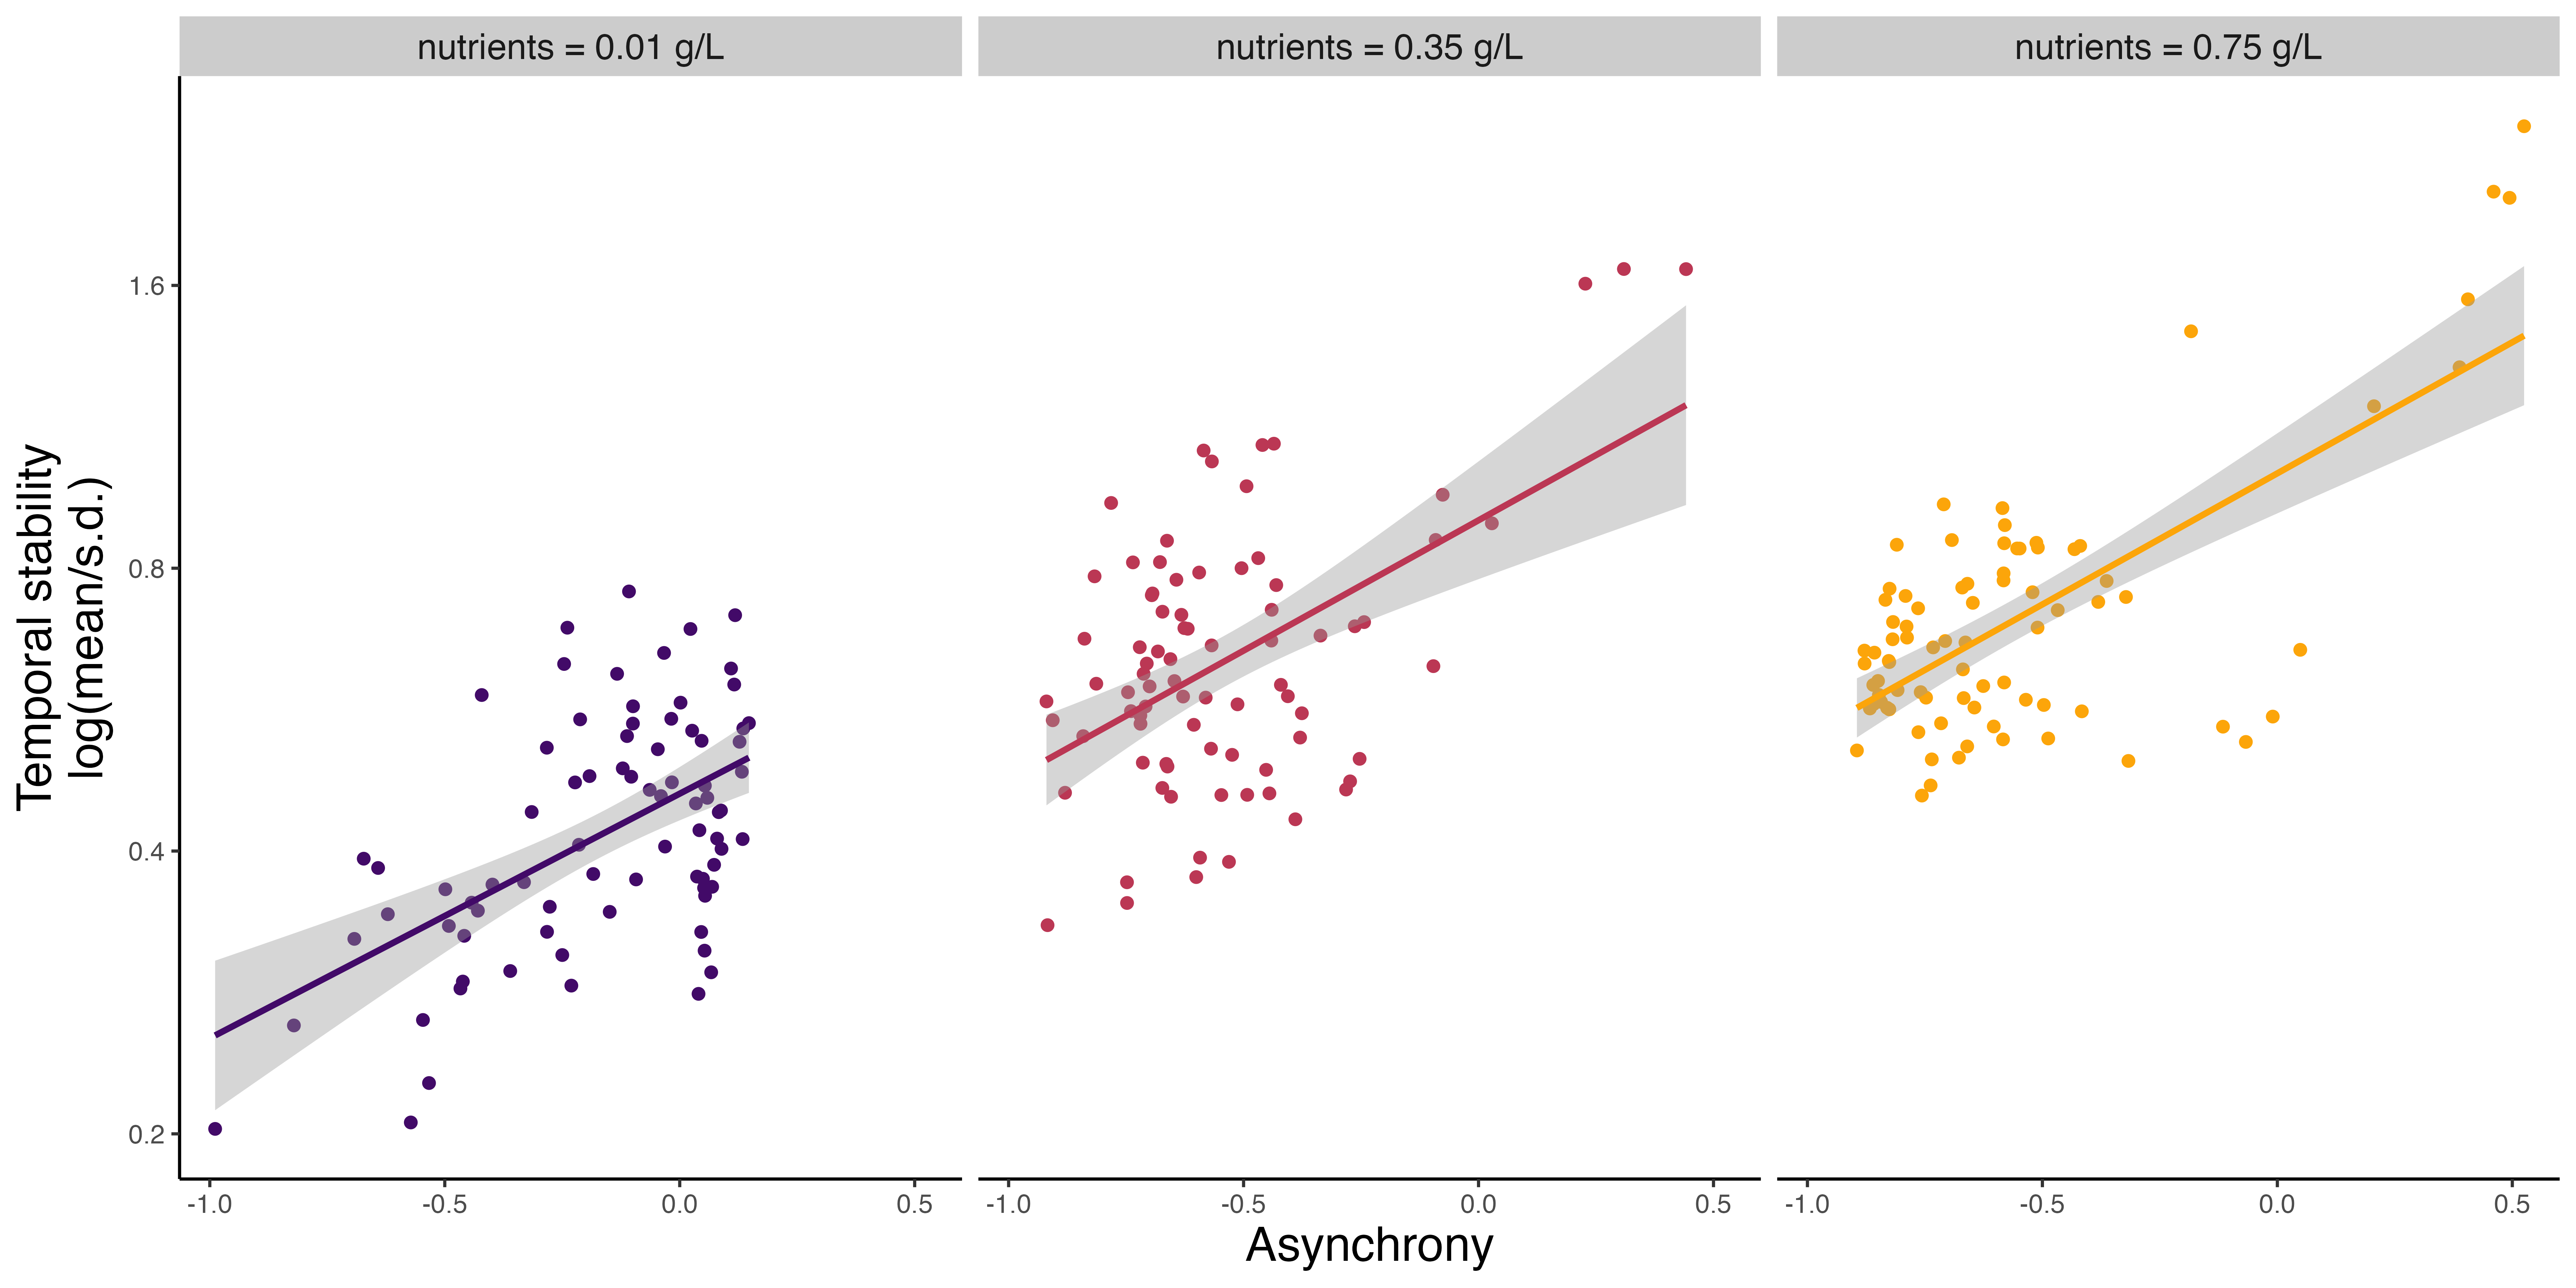 nutrients = 0.01 g/L
nutrients = 0.35 g/L
nutrients = 0.75 g/L
Temporal stability
log(mean/s.d.)
1.6
0.8
0.4
0.2
-1.0 -0.5 0.0 0.5
-1.0 -0.5 0.0 0.5
-1.0 -0.5 0.0 0.5
Asynchrony